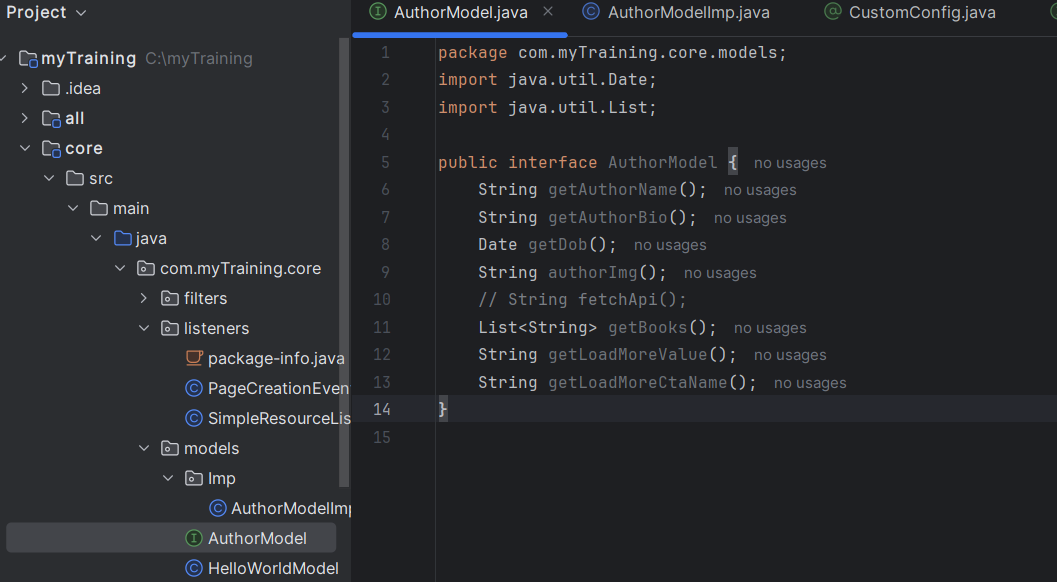 Project
AuthorModel.java
AuthorModelImp.java
CustomConfig.java
myTraining C:\myTraining
.idea
all
core
src
main
java
com.myTraining.core
filters
listeners
package-info.java
PageCreationEven
SimpleResourceLis
models
Imp
AuthorModelImp
AuthorModel
HelloWorldModel
1 package com.myTraining.core.models;
2 import java.util.Date;
3 import java.util.List;
4
5 public interface AuthorModel { no usages
6 String getAuthorName(); no usages
7 String getAuthorBio(); no usages
8 Date getDob(); no usages
9 String authorImg(); no usages
10 // String fetchApi();
11 List<String> getBooks(); no usages
12 String getLoadMoreValue(); no usages
13 String getLoadMoreCtaName(); no usages
14 }
15